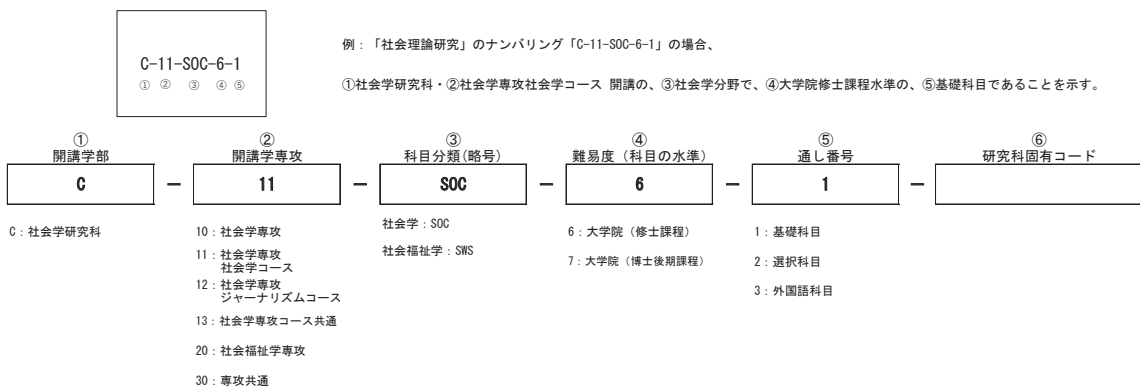 C-11-SOC-6-1
① ② ③ ④ ⑤
例：「社会理論研究」のナンバリング「C-11-SOC-6-1」の場合、
①社会学研究科・②社会学専攻社会学コース 開講の、③社会学分野で、④大学院修士課程水準の、⑤基礎科目であることを示す。
① ② ③ ④ ⑤ ⑥
開講学部 開講学専攻 科目分類(略号) 難易度（科目の水準） 通し番号 研究科固有コード
C － 11 － SOC － 6 － 1 －
C：社会学研究科
10：社会学専攻
11：社会学専攻
社会学コース
12：社会学専攻
ジャーナリズムコース
13：社会学専攻コース共通
20：社会福祉学専攻
30：専攻共通
社会学：SOC
社会福祉学：SWS
6：大学院（修士課程）
7：大学院（博士後期課程）
1：基礎科目
2：選択科目
3：外国語科目